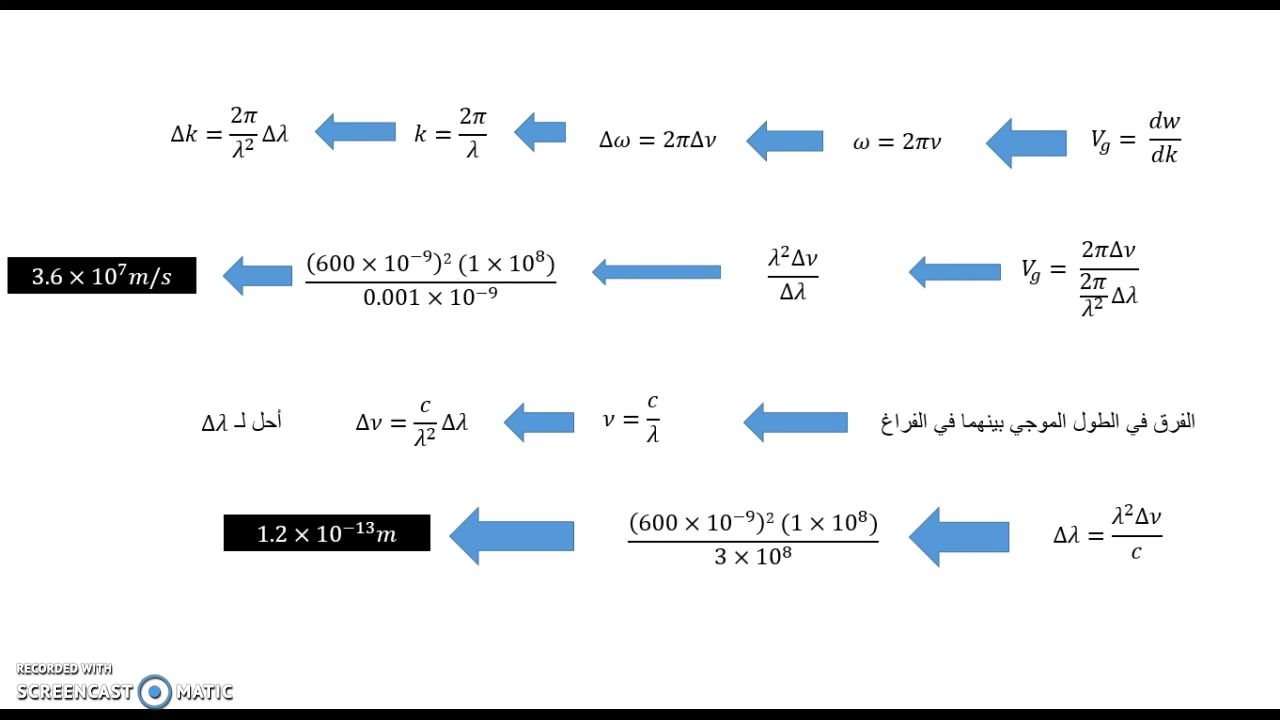 V_g = dw/dk ← ω = 2πν ← Δω = 2πΔν ← k = 2π/λ ← Δk = 2π/λ² Δλ
V_g = 2πΔν / (2π/λ² Δλ) ← λ²Δν/Δλ ← (600 × 10⁻⁹)² (1 × 10⁸) / 0.001 × 10⁻⁹ ← 3.6 × 10⁷m/s
الفرق في الطول الموجي بينهما في الفراغ ← ν = c/λ ← Δν = c/λ² Δλ أحل لـ Δλ
Δλ = λ²Δν/c ← (600 × 10⁻⁹)² (1 × 10⁸) / 3 × 10⁸ ← 1.2 × 10⁻¹³m
RECORDED WITH
SCREENCAST MATIC